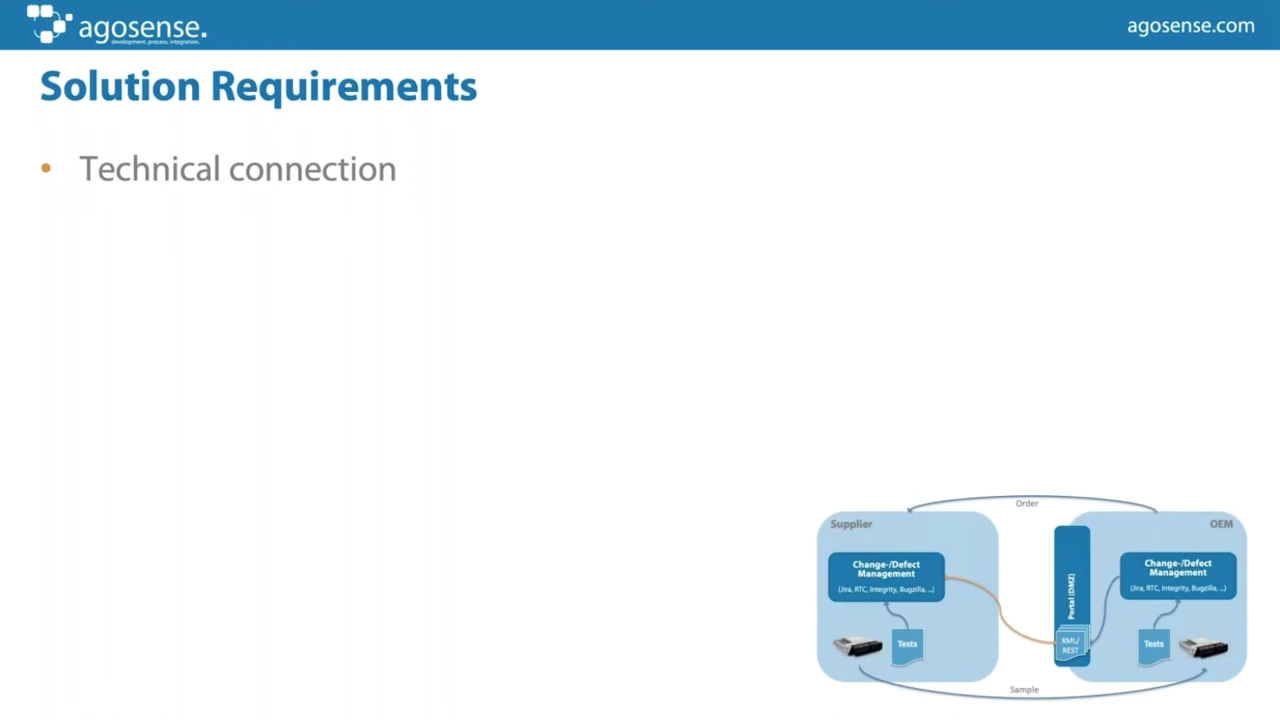 agosense.
development, process, integration.
agosense.com
Solution Requirements
• Technical connection
Order
Supplier
OEM
Change-/Defect
Management
(Jira, RTC, Integrity, Bugzilla, ...)
Portal (DMZ)
Change-/Defect
Management
(Jira, RTC, Integrity, Bugzilla, ...)
Tests
XML/
REST
Tests
Sample